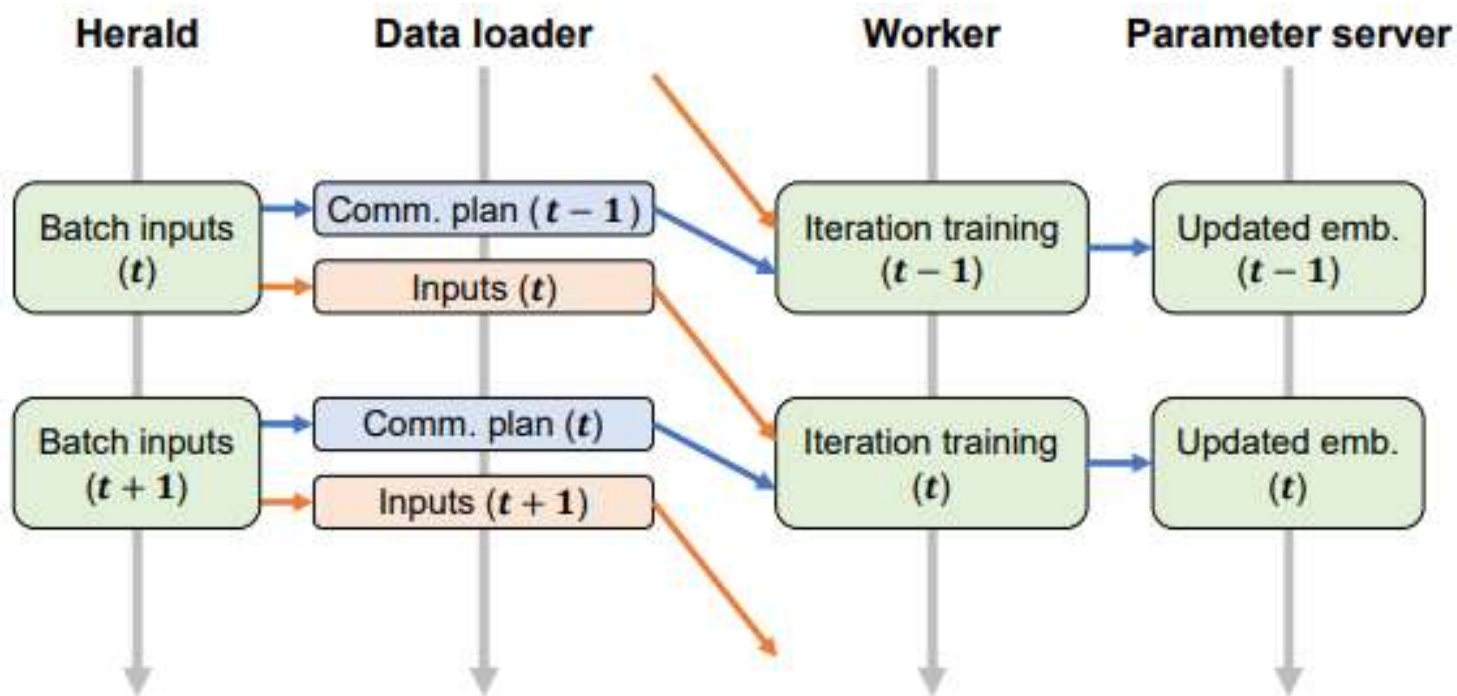 Herald
Data loader
Worker
Parameter server
Batch inputs
(t)
Comm. plan (t − 1)
Inputs (t)
Iteration training
(t − 1)
Updated emb.
(t − 1)
Batch inputs
(t + 1)
Comm. plan (t)
Inputs (t + 1)
Iteration training
(t)
Updated emb.
(t)